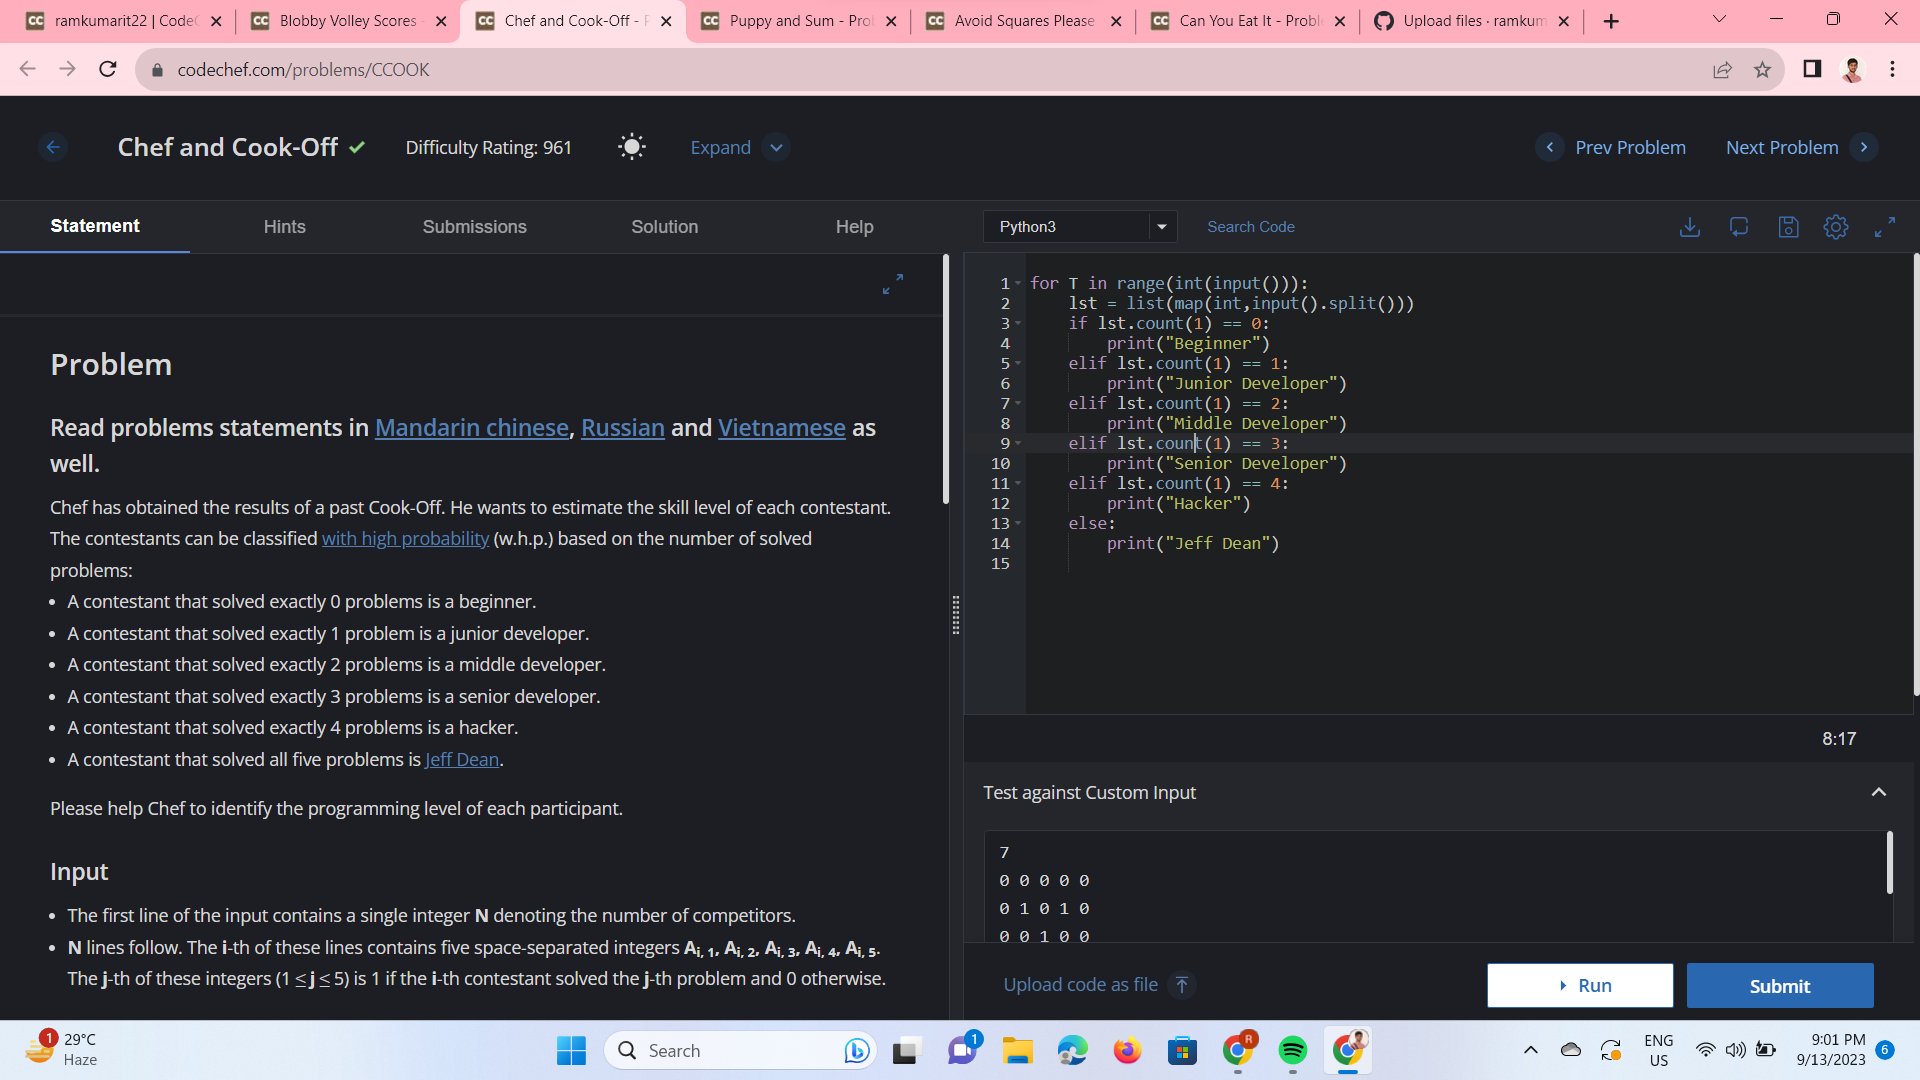 ramkumarit22 | CodeC
Blobby Volley Scores -
Chef and Cook-Off - P
Puppy and Sum - Prob
Avoid Squares Please
Can You Eat It - Proble
Upload files · ramkum
codechef.com/problems/CCOOK
Chef and Cook-Off
Difficulty Rating: 961
Expand
Prev Problem
Next Problem
Statement
Hints
Submissions
Solution
Help
Python3
Search Code
Problem
Read problems statements in Mandarin chinese, Russian and Vietnamese as
well.
Chef has obtained the results of a past Cook-Off. He wants to estimate the skill level of each contestant.
The contestants can be classified with high probability (w.h.p.) based on the number of solved
problems:
• A contestant that solved exactly 0 problems is a beginner.
• A contestant that solved exactly 1 problem is a junior developer.
• A contestant that solved exactly 2 problems is a middle developer.
• A contestant that solved exactly 3 problems is a senior developer.
• A contestant that solved exactly 4 problems is a hacker.
• A contestant that solved all five problems is Jeff Dean.
Please help Chef to identify the programming level of each participant.
Input
• The first line of the input contains a single integer N denoting the number of competitors.
• N lines follow. The i-th of these lines contains five space-separated integers Ai, 1, Ai, 2, Ai, 3, Ai, 4, Ai, 5.
The j-th of these integers (1 ≤ j ≤ 5) is 1 if the i-th contestant solved the j-th problem and 0 otherwise.
1 for T in range(int(input())):
2 lst = list(map(int,input().split()))
3 if lst.count(1) == 0:
4 print("Beginner")
5 elif lst.count(1) == 1:
6 print("Junior Developer")
7 elif lst.count(1) == 2:
8 print("Middle Developer")
9 elif lst.count(1) == 3:
10 print("Senior Developer")
11 elif lst.count(1) == 4:
12 print("Hacker")
13 else:
14 print("Jeff Dean")
15
8:17
Test against Custom Input
7
0 0 0 0 0
0 1 0 1 0
0 0 1 0 0
Upload code as file
Run
Submit
1
29°C
Haze
Search
1
R
ENG
US
9:01 PM
9/13/2023
6